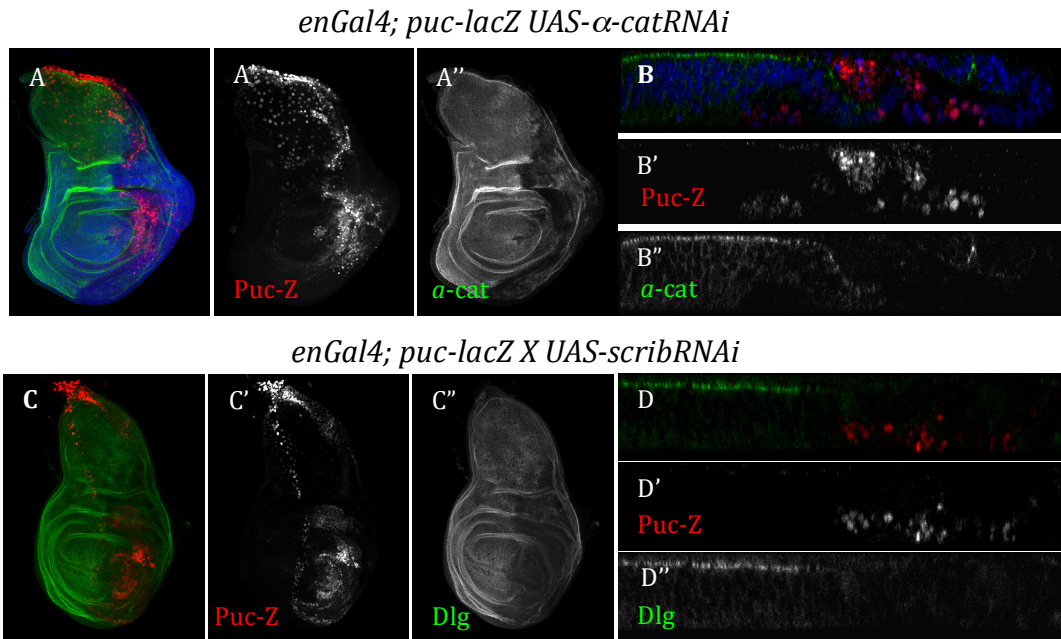 enGal4; puc-lacZ UAS-α-catRNAi
A
A'
A''
B
B'
Puc-Z
B''
a-cat
Puc-Z
a-cat
enGal4; puc-lacZ X UAS-scribRNAi
C
C'
C''
D
D'
Puc-Z
D''
Dlg
Puc-Z
Dlg